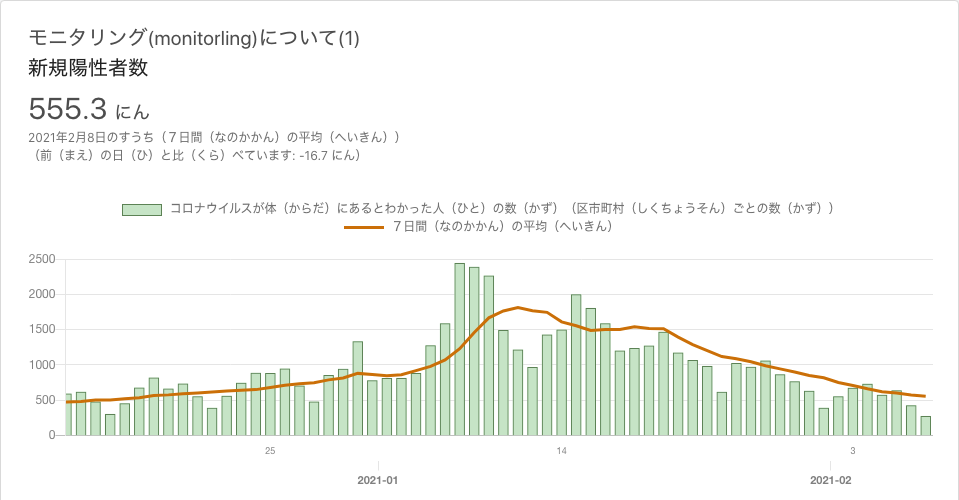 モニタリング(monitorling)について(1)
新規陽性者数
555.3 にん
2021年2月8日のすうち（７日間（なのかかん）の平均（へいきん））
（前（まえ）の日（ひ）と比（くら）べています: -16.7 にん）
コロナウイルスが体（からだ）にあるとわかった人（ひと）の数（かず）（区市町村（しくちょうそん）ごとの数（かず））
７日間（なのかかん）の平均（へいきん）
2500
2000
1500
1000
500
0
25 14 3
2021-01 2021-02